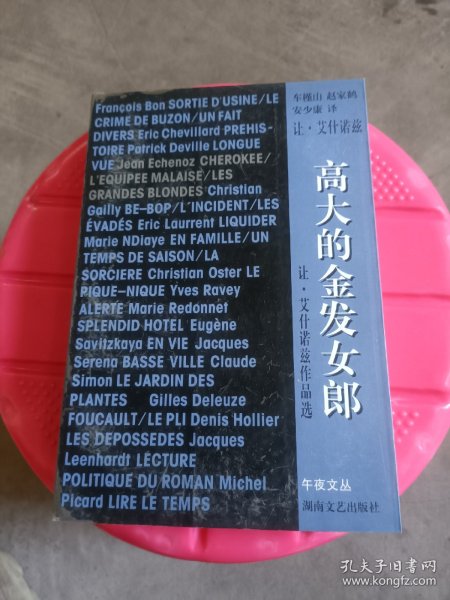 François Bon SORTIE D'USINE/LE
CRIME DE BUZON/UN FAIT
DIVERS Eric Chevillard PREHIS-
TOIRE Patrick Deville LONGUE
VUE Jean Echenoz CHEROKEE/
L'EQUIPEE MALAISE/LES
GRANDES BLONDES Christian
Gailly BE-BOP/L'INCIDENT/LES
ÉVADÉS Eric Laurrent LIQUIDER
Marie NDiaye EN FAMILLE/UN
TEMPS DE SAISON/LA
SORCIERE Christian Oster LE
PIQUE-NIQUE Yves Ravey
ALERTE Marie Redonnet
SPLENDID HOTEL Eugène
Savitzkaya EN VIE Jacques
Serena BASSE VILLE Claude
Simon LE JARDIN DES
PLANTES Gilles Deleuze
FOUCAULT/LE PLI Denis Hollier
LES DEPOSSEDES Jacques
Leenhardt LECTURE
POLITIQUE DU ROMAN Michel
Picard LIRE LE TEMPS
车槿山 赵家鹤
安少康 译
让·艾什诺兹
高大的金发女郎
让·艾什诺兹作品选
午夜文丛
湖南文艺出版社
孔夫子旧书网
www.kongfz.com